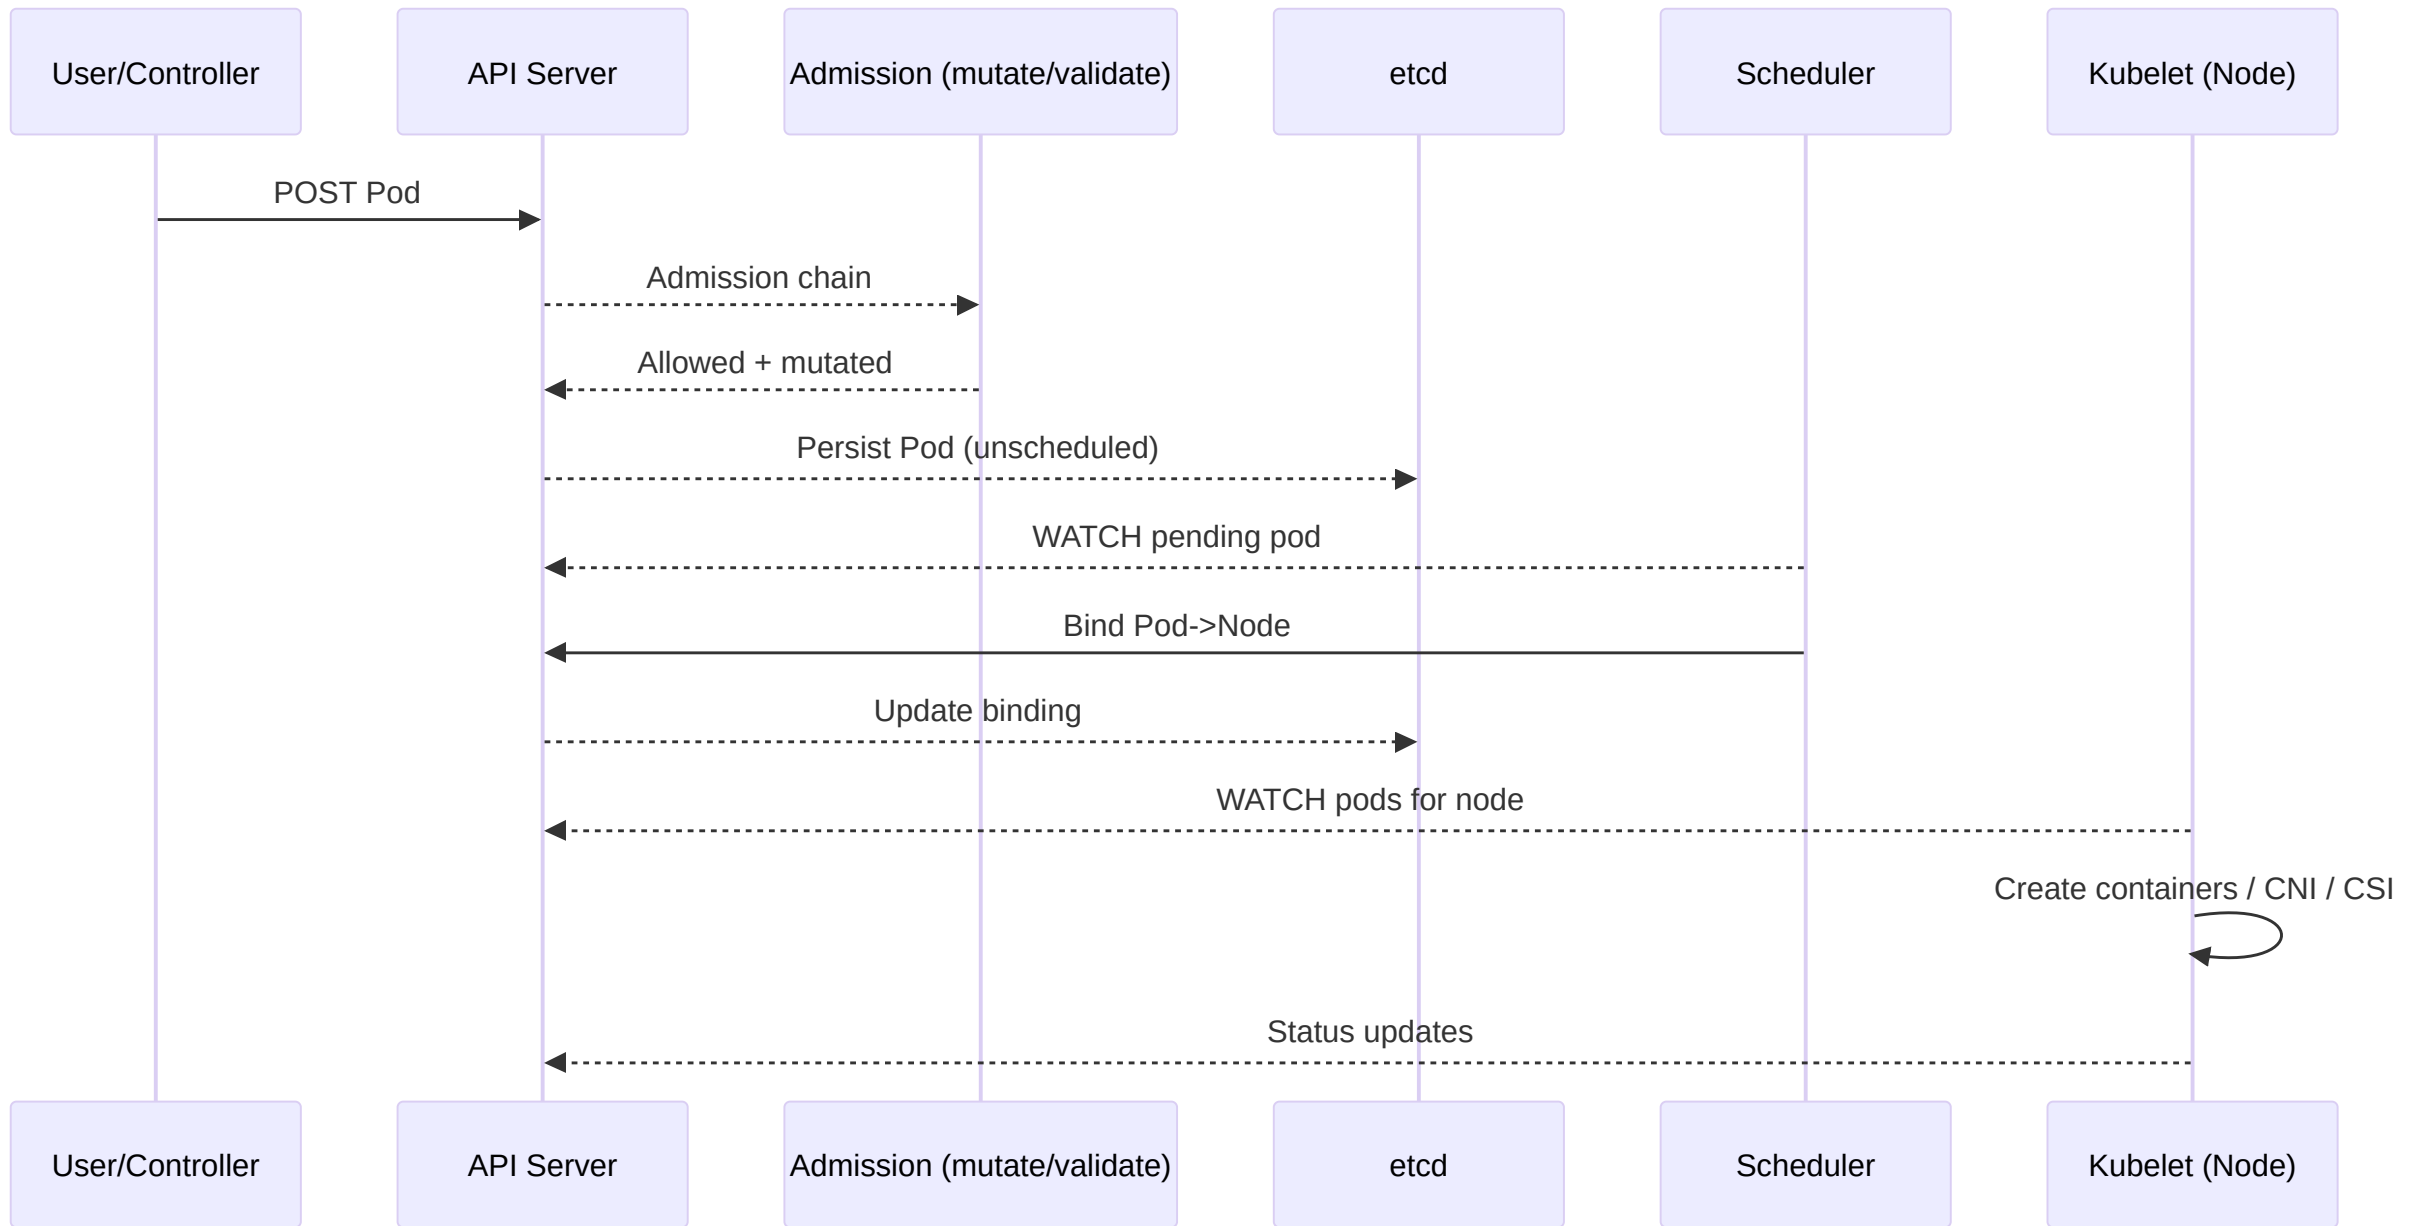 User/Controller
API Server
Admission (mutate/validate)
etcd
Scheduler
Kubelet (Node)
POST Pod
Admission chain
Allowed + mutated
Persist Pod (unscheduled)
WATCH pending pod
Bind Pod->Node
Update binding
WATCH pods for node
Create containers / CNI / CSI
Status updates
User/Controller
API Server
Admission (mutate/validate)
etcd
Scheduler
Kubelet (Node)